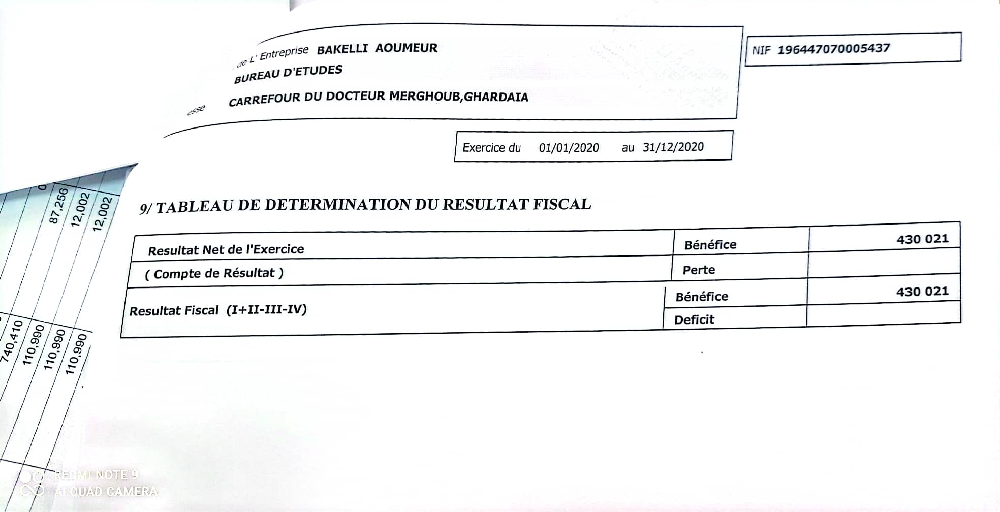 de L' Entreprise BAKELLI AOUMEUR
BUREAU D'ETUDES
esse CARREFOUR DU DOCTEUR MERGHOUB,GHARDAIA
NIF 196447070005437
Exercice du 01/01/2020 au 31/12/2020
9/ TABLEAU DE DETERMINATION DU RESULTAT FISCAL
Resultat Net de l'Exercice Bénéfice 430 021
( Compte de Résultat ) Perte
Resultat Fiscal (I+II-III-IV) Bénéfice 430 021
Deficit
0
87,256
12,002
12,002
740,410
110,990
110,990
110,990
REDMI NOTE 9
AI QUAD CAMERA